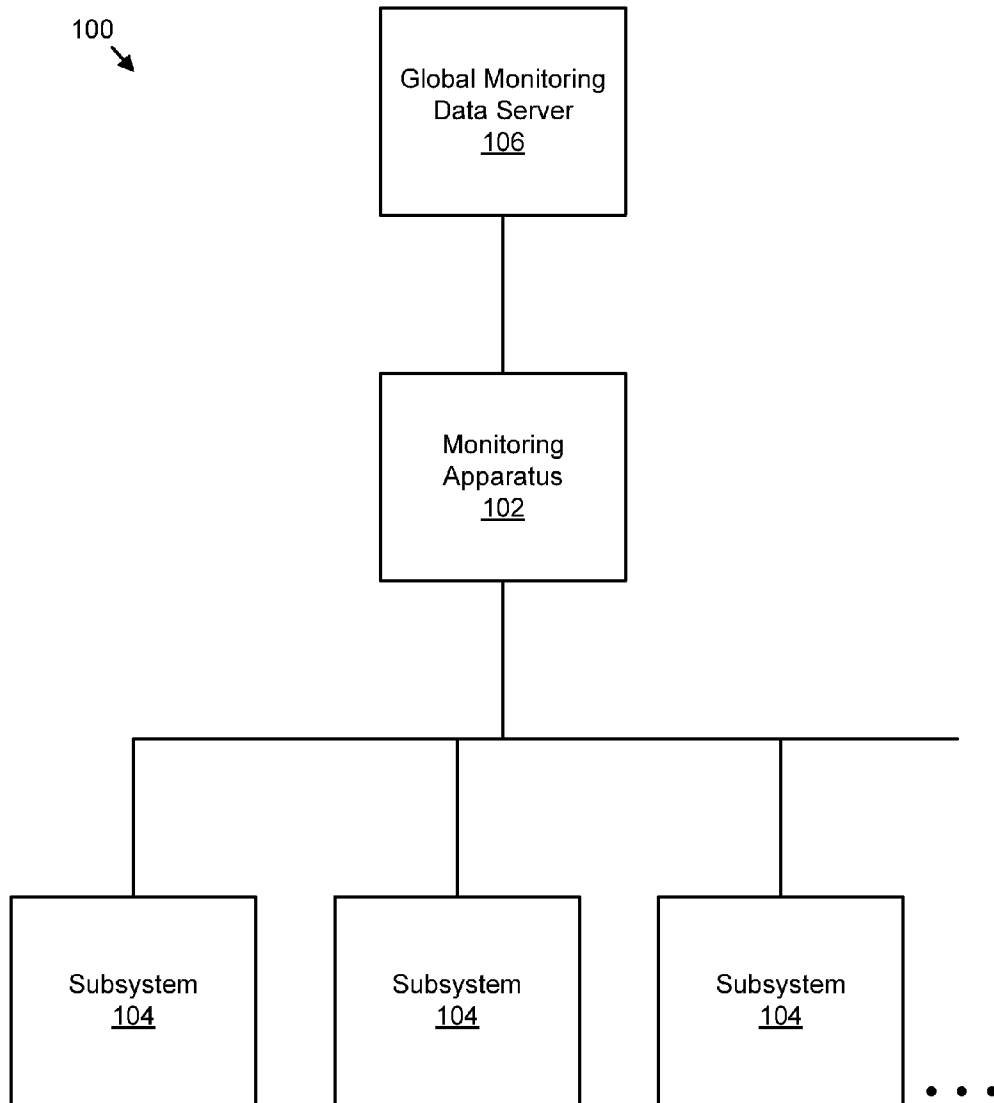 100
Global Monitoring
Data Server
106
Monitoring
Apparatus
102
Subsystem
104
Subsystem
104
Subsystem
104
• • •